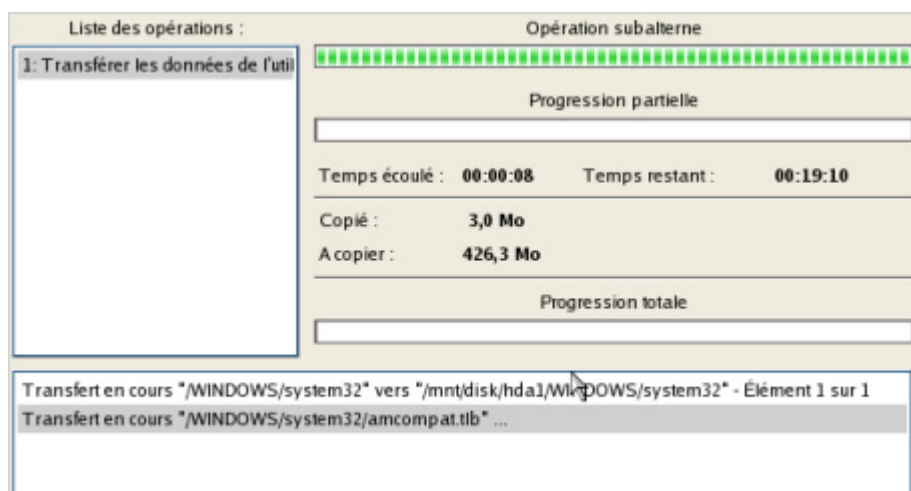 Liste des opérations :
Opération subalterne
1: Transférer les données de l'util
Progression partielle
Temps écoulé : 00:00:08 Temps restant : 00:19:10
Copié : 3,0 Mo
A copier : 426,3 Mo
Progression totale
Transfert en cours "/WINDOWS/system32" vers "/mnt/disk/hda1/WINDOWS/system32" - Élément 1 sur 1
Transfert en cours "/WINDOWS/system32/amcompat.tlb" ...